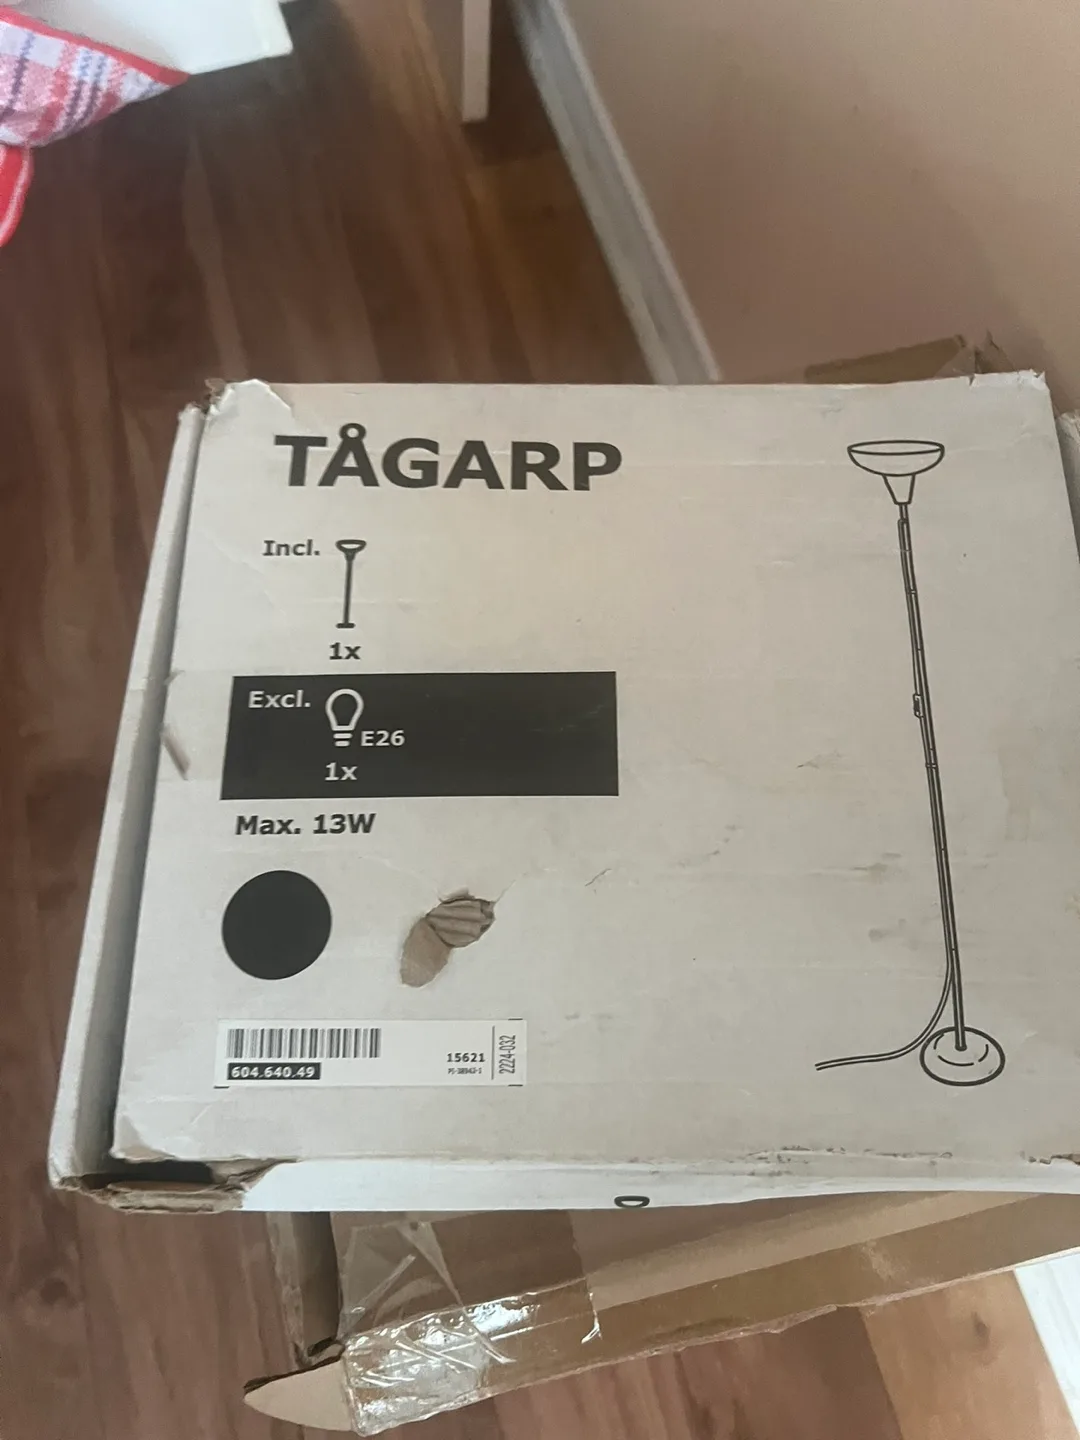 TÅGARP
Incl.
1x
Excl.
E26
1x
Max. 13W
604.640.49
15621
2224-032